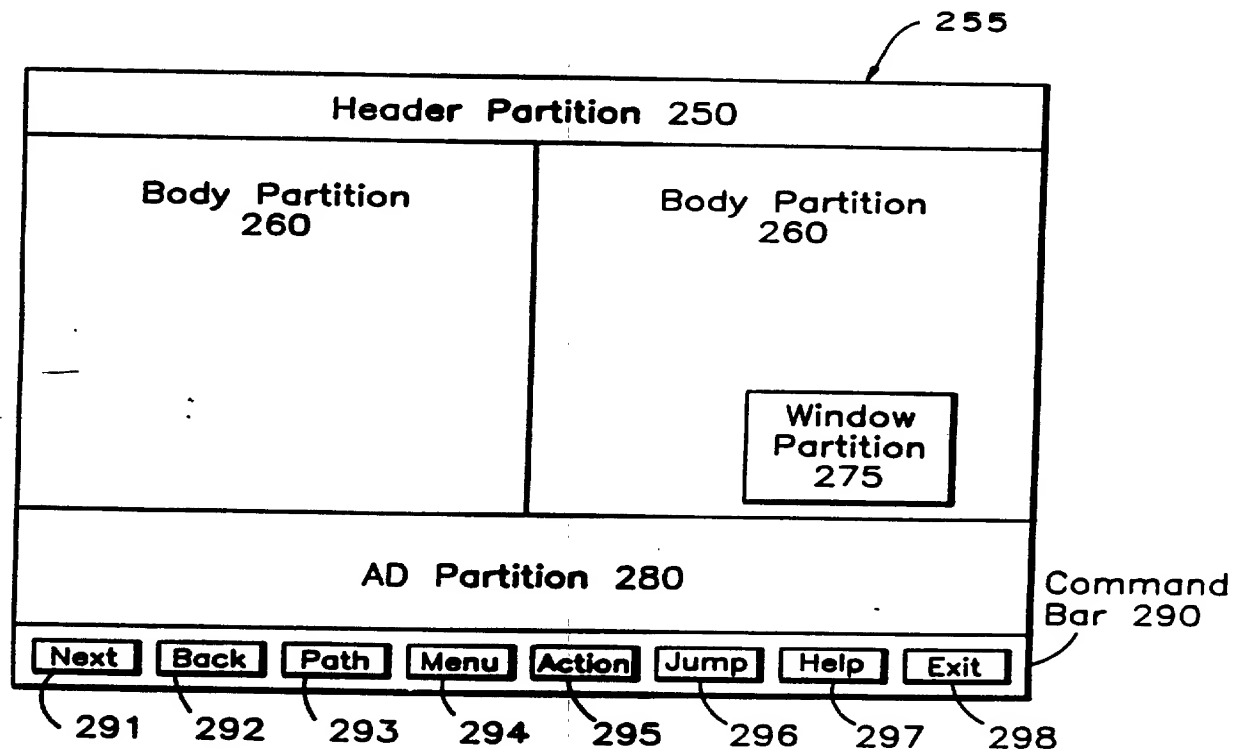 255
Header Partition 250
Body Partition
260
Body Partition
260
Window
Partition
275
AD Partition 280
Command
Bar 290
Next Back Path Menu Action Jump Help Exit
291 292 293 294 295 296 297 298